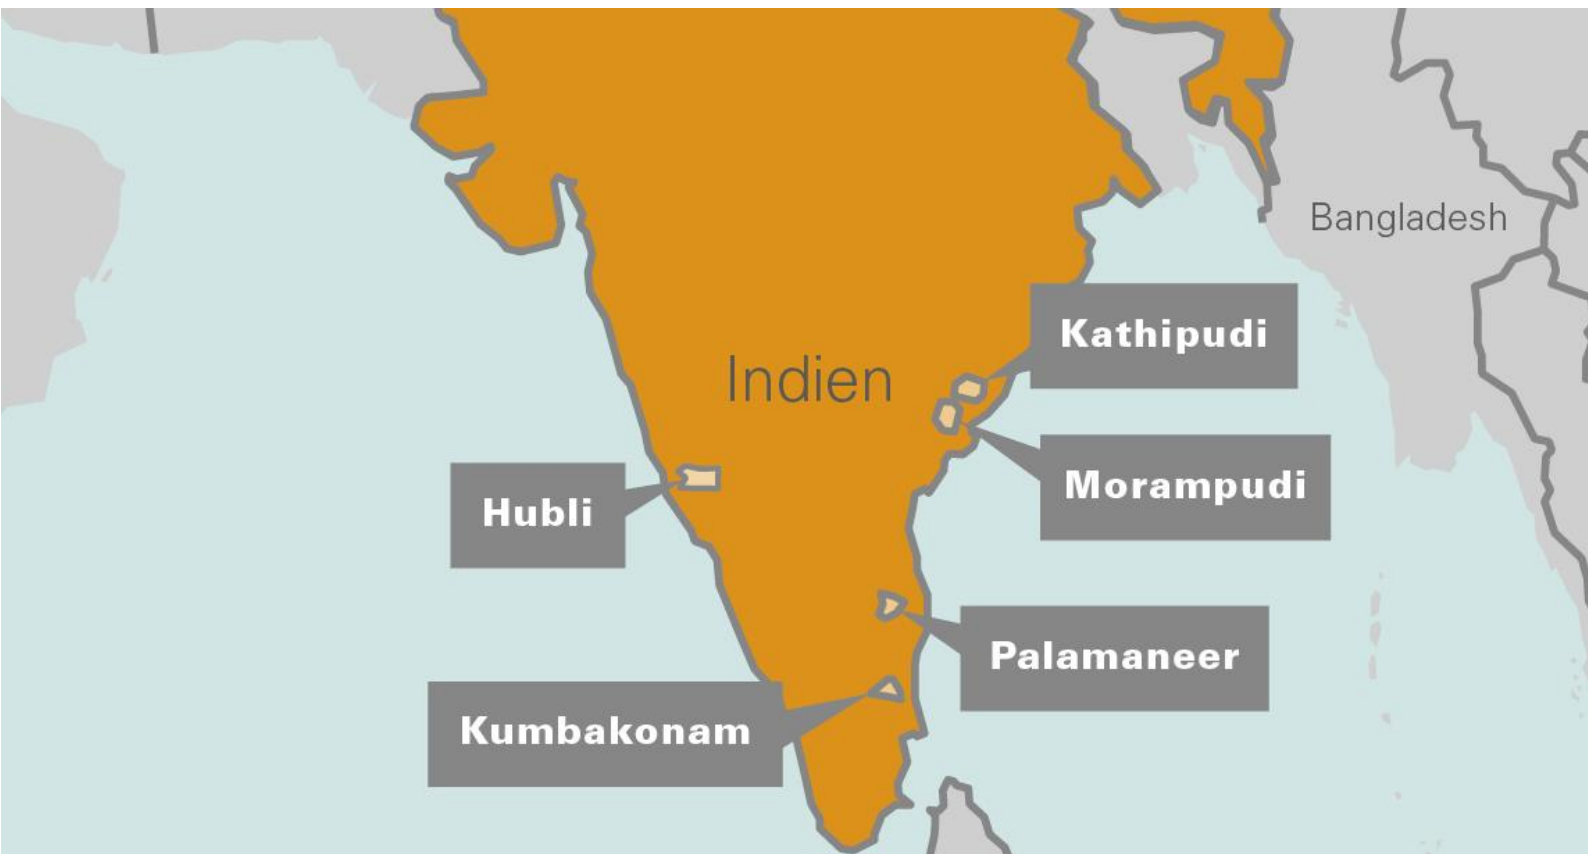 Bangladesh
Kathipudi
Indien
Morampudi
Hubli
Palamaneer
Kumbakonam